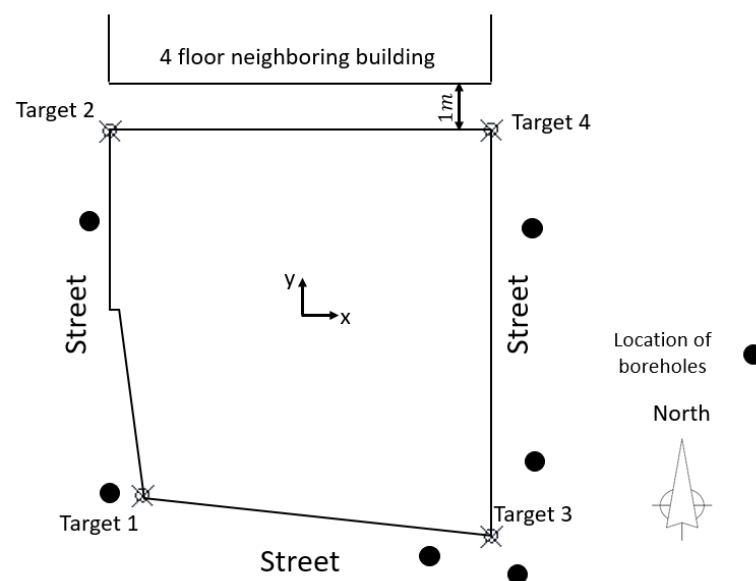 4 floor neighboring building
Target 2
1m
Target 4
y
x
Street
Street
Location of
boreholes
North
Target 1
Target 3
Street